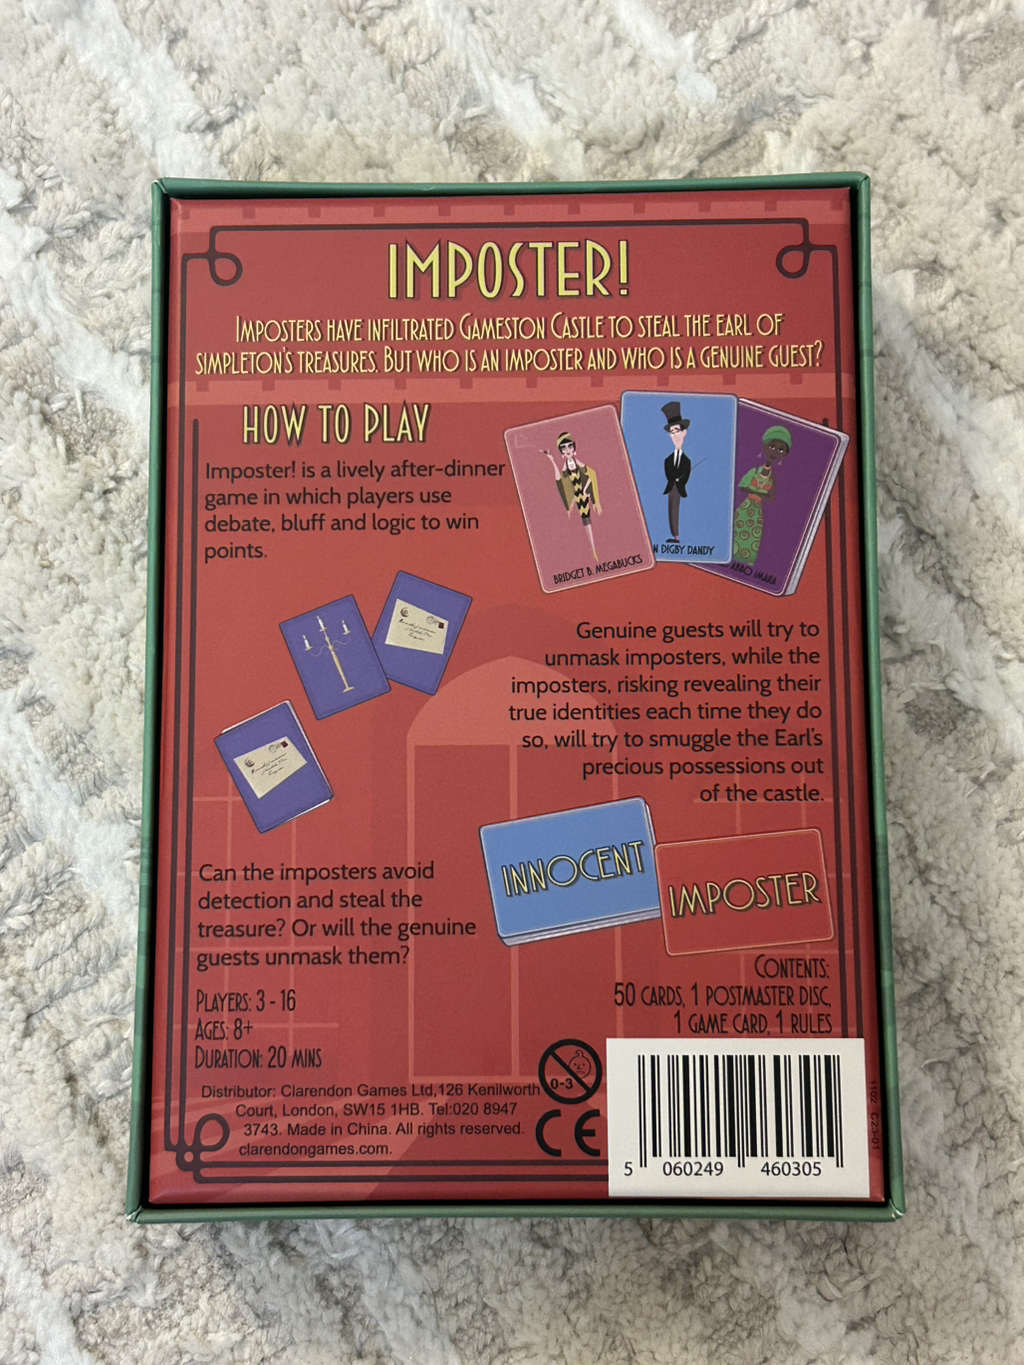 IMPOSTER!
IMPOSTERS HAVE INFILTRATED GAMESTON CASTLE TO STEAL THE EARL OF
SIMPLETON'S TREASURES. BUT WHO IS AN IMPOSTER AND WHO IS A GENUINE GUEST?
HOW TO PLAY
Imposter! is a lively after-dinner
game in which players use
debate, bluff and logic to win
points.
BRIDGET B. MEGABUCKS
N DIGBY DANDY
ABBO IMARA
Genuine guests will try to
unmask imposters, while the
imposters, risking revealing their
true identities each time they do
so, will try to smuggle the Earl's
precious possessions out
of the castle.
INNOCENT
IMPOSTER
Can the imposters avoid
detection and steal the
treasure? Or will the genuine
guests unmask them?
PLAYERS: 3 - 16
AGES: 8+
DURATION: 20 MINS
CONTENTS:
50 CARDS, 1 POSTMASTER DISC,
1 GAME CARD, 1 RULES
Distributor: Clarendon Games Ltd,126 Kenilworth
Court, London, SW15 1HB. Tel:020 8947
3743. Made in China. All rights reserved.
clarendongames.com.
0-3
CE
5 060249 460305
1102 C23-01